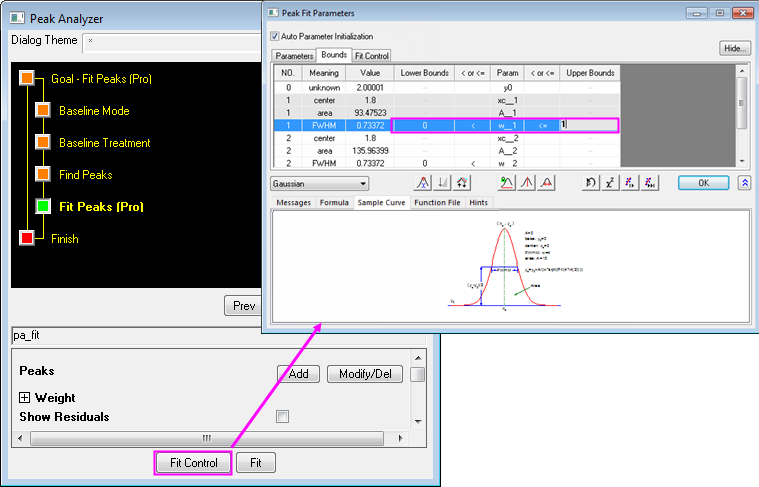 Peak Analyzer
Dialog Theme *
Goal - Fit Peaks (Pro)
Baseline Mode
Baseline Treatment
Find Peaks
Fit Peaks (Pro)
Finish
Prev
pa_fit
Peaks Add Modify/Del
Weight
Show Residuals
Fit Control Fit
Peak Fit Parameters
Auto Parameter Initialization
Hide...
Parameters Bounds Fit Control
NO. Meaning Value Lower Bounds < or <= Param < or <= Upper Bounds
0 unknown 2.00001 -- y0 --
1 center 1.8 -- xc__1 --
1 area 93.47523 -- A__1 --
1 FWHM 0.73372 0 < w__1 <= 1
2 center 1.8 -- xc__2 --
2 area 135.96399 -- A__2 --
2 FWHM 0.73372 0 < w__2 --
Gaussian OK
Messages Formula Sample Curve Function File Hints
Area